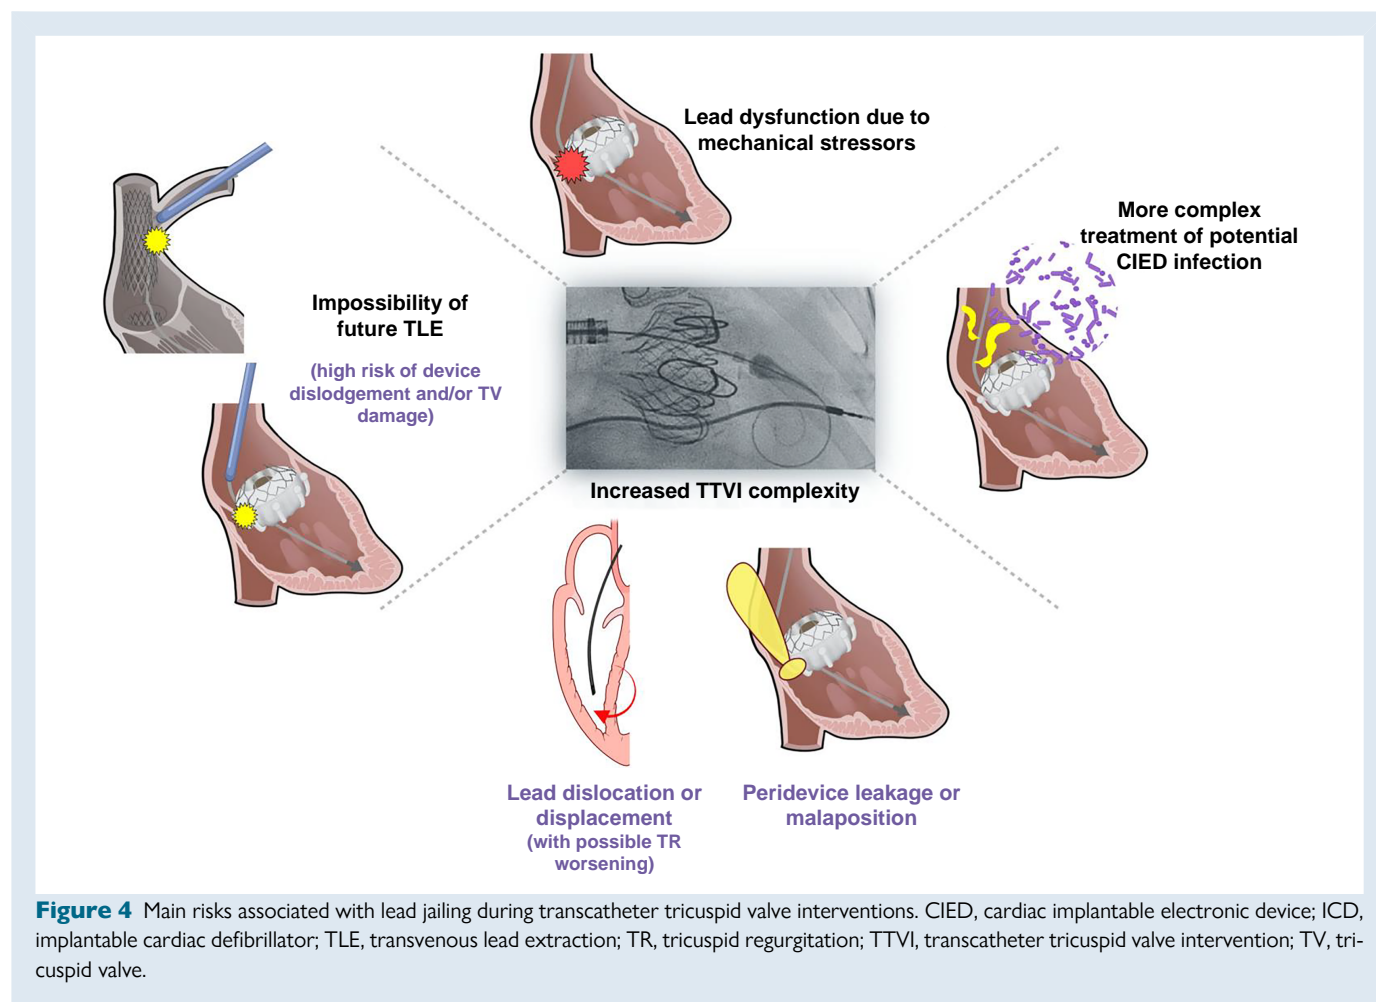 Lead dysfunction due to
mechanical stressors
More complex
treatment of potential
CIED infection
Impossibility of
future TLE
(high risk of device
dislodgement and/or TV
damage)
Increased TTVI complexity
Lead dislocation or
displacement
(with possible TR
worsening)
Peridevice leakage or
malaposition
Figure 4 Main risks associated with lead jailing during transcatheter tricuspid valve interventions. CIED, cardiac implantable electronic device; ICD,
implantable cardiac defibrillator; TLE, transvenous lead extraction; TR, tricuspid regurgitation; TTVI, transcatheter tricuspid valve intervention; TV, tri-
cuspid valve.